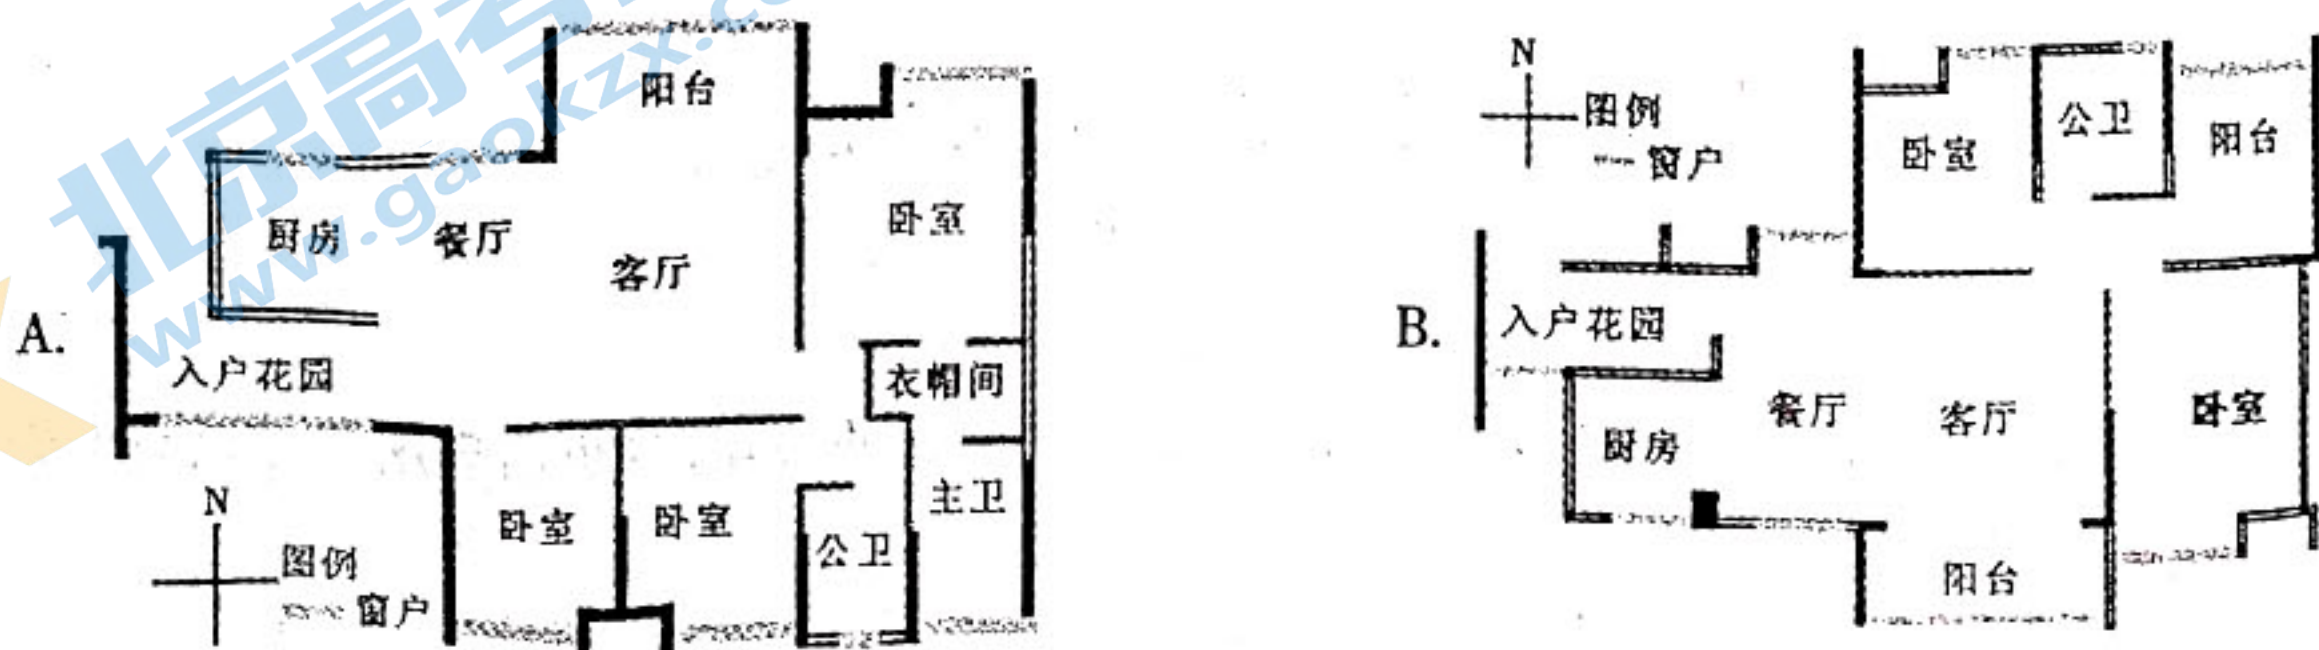 北京高考
www.gaokzx.co
A.
阳台
卧室
厨房
餐厅
客厅
入户花园
衣帽间
主卫
卧室
卧室
公卫
N
图例
窗户
B.
N
图例
窗户
卧室
公卫
阳台
入户花园
厨房
餐厅
客厅
卧室
阳台